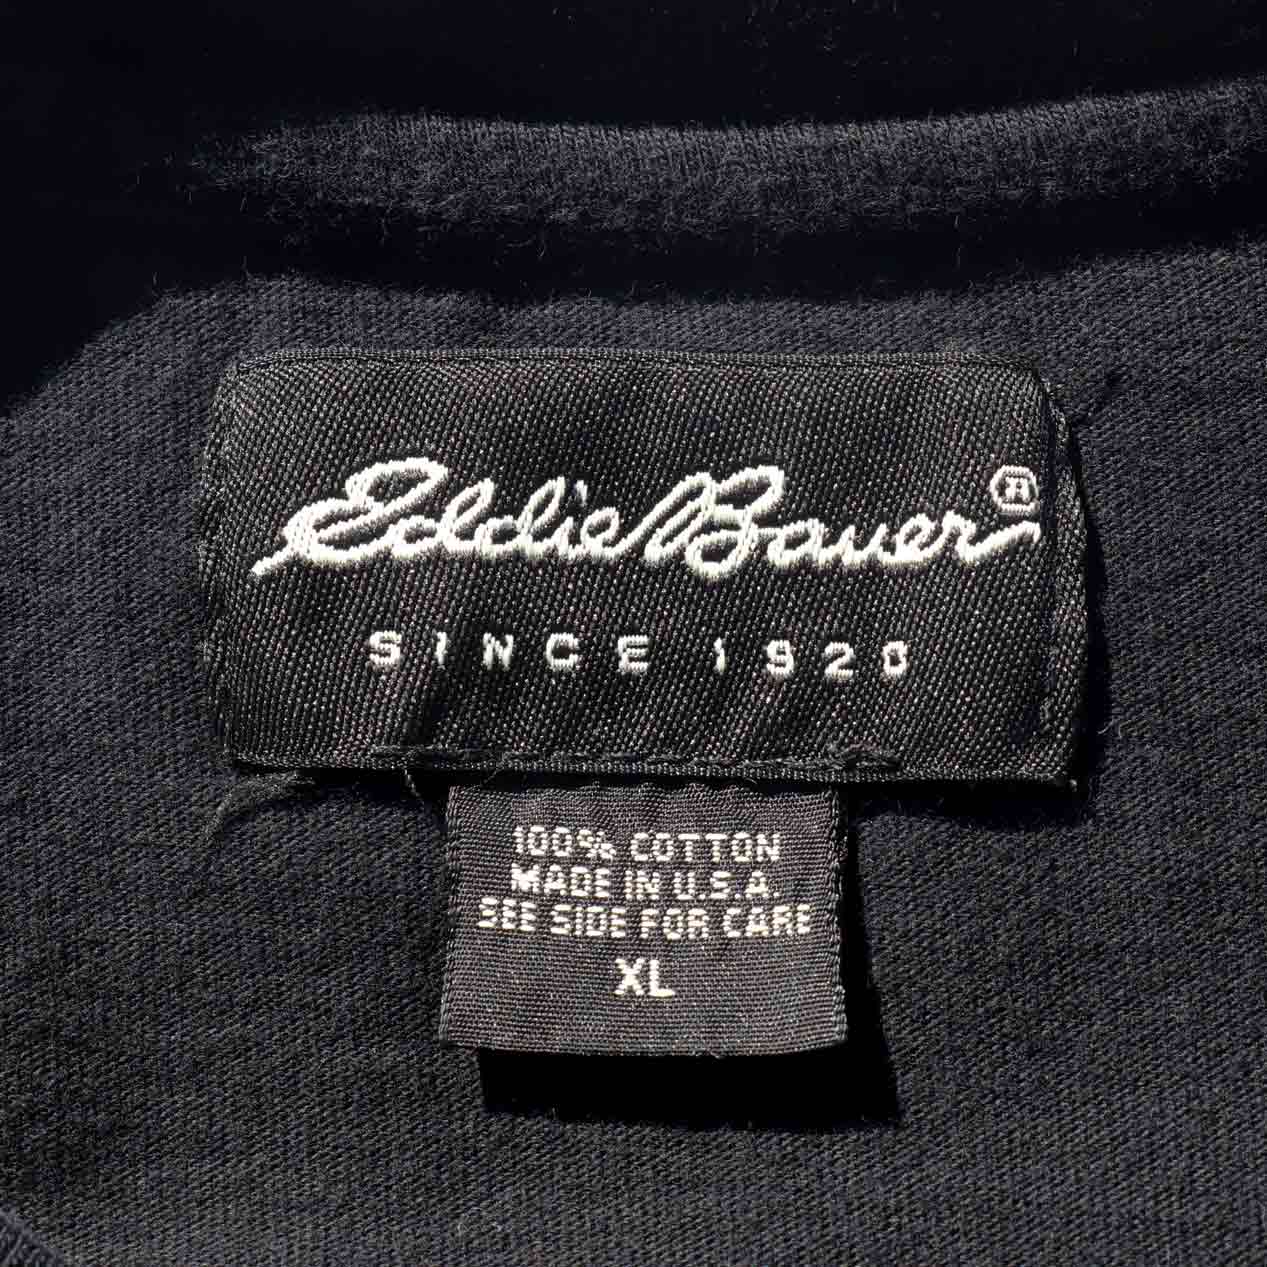 Eddie Bauer®
SINCE 1920
100% COTTON
MADE IN U.S.A.
SEE SIDE FOR CARE
XL